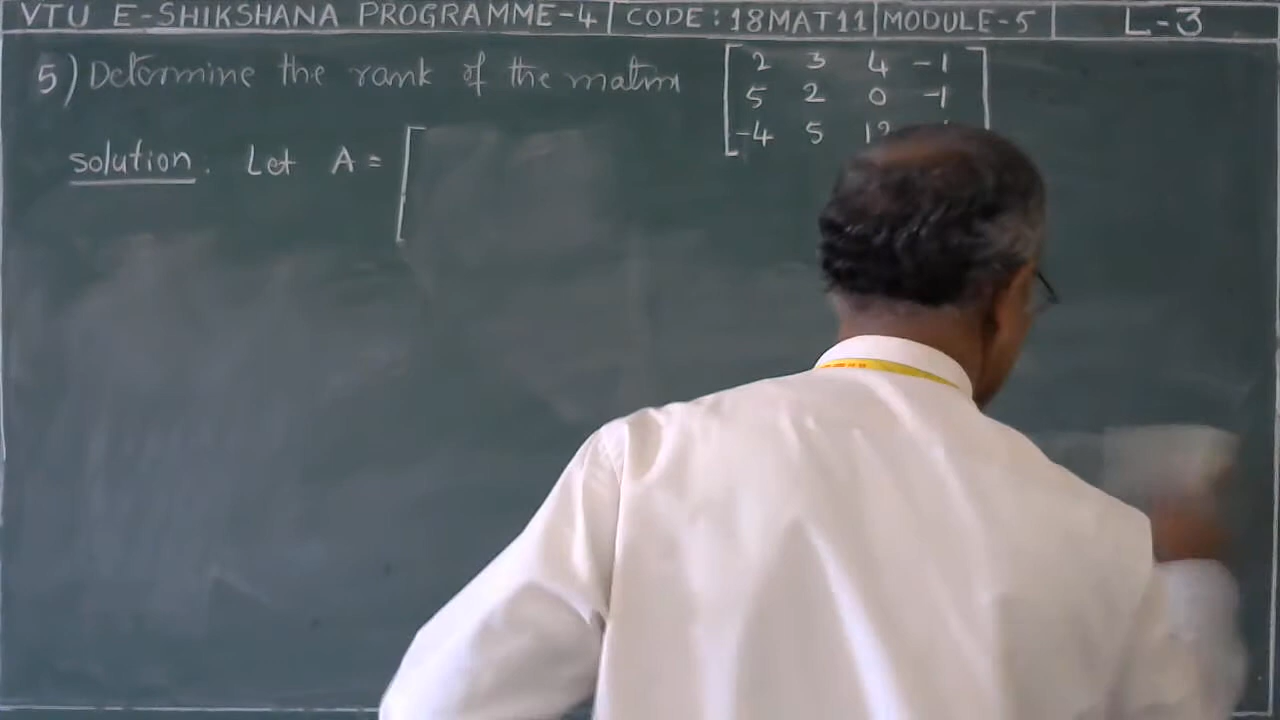 VTU E-SHIKSHANA PROGRAMME-4 | CODE:18MAT11 | MODULE-5 | L-3
5) Determine the rank of the matrix
2 3 4 -1
5 2 0 -1
-4 5 12
solution. Let A = [